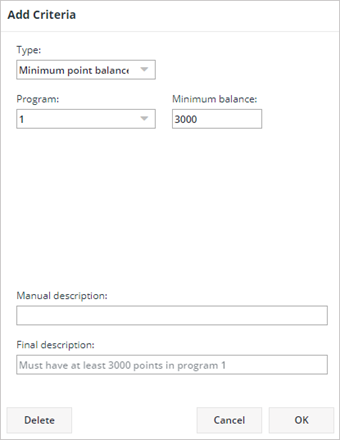 Add Criteria
Type:
Minimum point balance
Program: Minimum balance:
1 3000
Manual description:
Final description:
Must have at least 3000 points in program 1
Delete Cancel OK